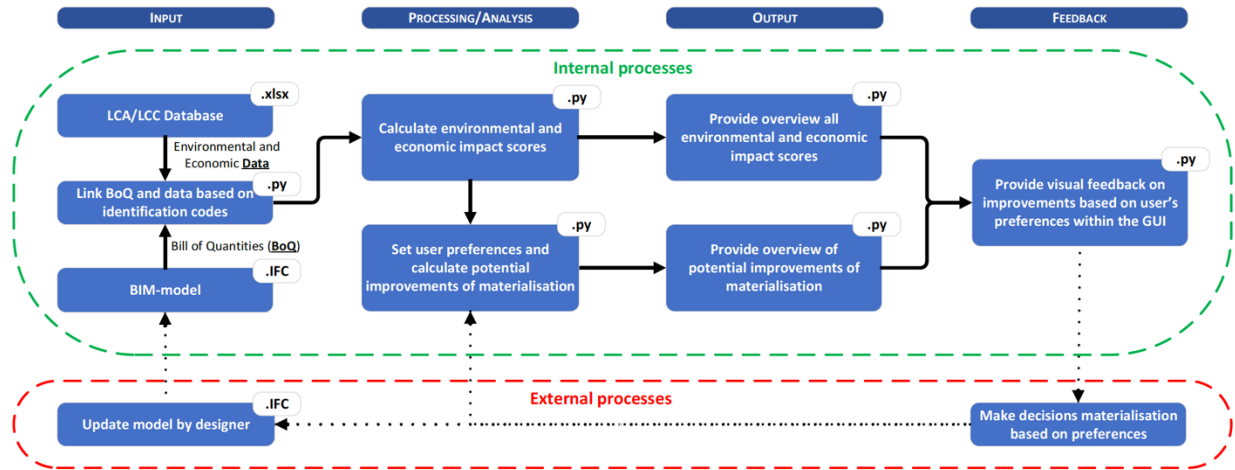 INPUT
PROCESSING/ANALYSIS
OUTPUT
FEEDBACK
Internal processes
.xlsx
LCA/LCC Database
Environmental and
Economic Data
.py
Link BoQ and data based on
identification codes
Bill of Quantities (BoQ)
.IFC
BIM-model
.py
Calculate environmental and
economic impact scores
.py
Set user preferences and
calculate potential
improvements of materialisation
.py
Provide overview all
environmental and economic
impact scores
.py
Provide overview of
potential improvements of
materialisation
.py
Provide visual feedback on
improvements based on user's
preferences within the GUI
External processes
.IFC
Update model by designer
Make decisions materialisation
based on preferences